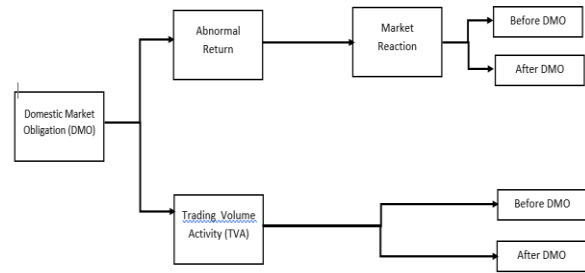 Abnormal
Return
Market
Reaction
Before DMO
After DMO
Domestic Market
Obligation (DMO)
Trading Volume
Activity (TVA)
Before DMO
After DMO